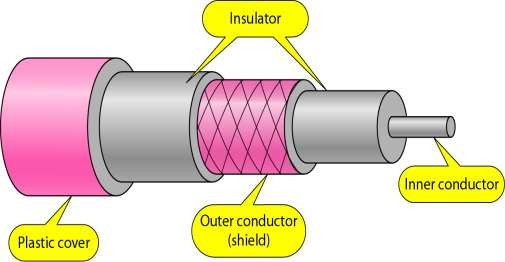 Insulator
Inner conductor
Outer conductor
(shield)
Plastic cover